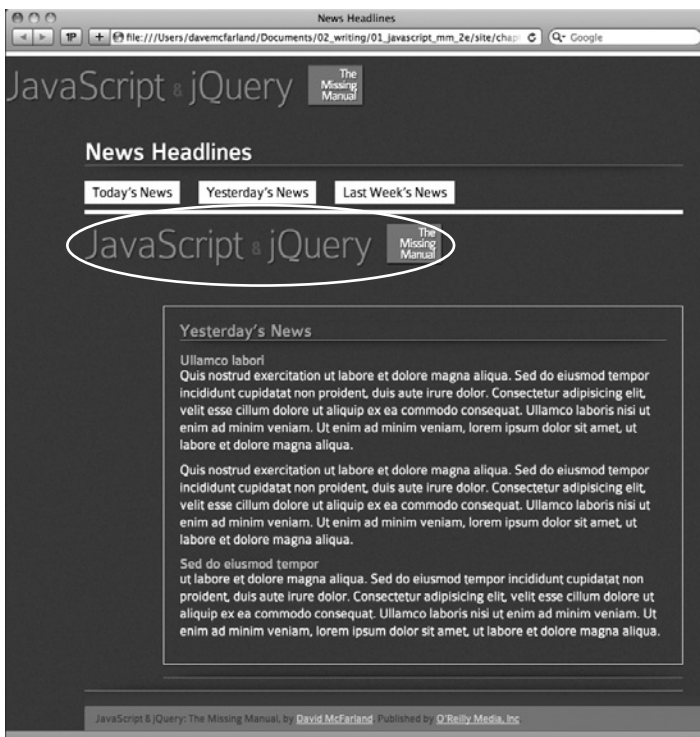 News Headlines
1P
+
file:///Users/davemcfarland/Documents/02_writing/01_javascript_mm_2e/site/chap
Q- Google
JavaScript & jQuery
The
Missing
Manual
News Headlines
Today's News
Yesterday's News
Last Week's News
JavaScript & jQuery
The
Missing
Manual
Yesterday's News
Ullamco labori
Quis nostrud exercitation ut labore et dolore magna aliqua. Sed do eiusmod tempor
incididunt cupidatat non proident, duis aute irure dolor. Consectetur adipisicing elit,
velit esse cillum dolore ut aliquip ex ea commodo consequat. Ullamco laboris nisi ut
enim ad minim veniam. Ut enim ad minim veniam, lorem ipsum dolor sit amet, ut
labore et dolore magna aliqua.
Quis nostrud exercitation ut labore et dolore magna aliqua. Sed do eiusmod tempor
incididunt cupidatat non proident, duis aute irure dolor. Consectetur adipisicing elit,
velit esse cillum dolore ut aliquip ex ea commodo consequat. Ullamco laboris nisi ut
enim ad minim veniam. Ut enim ad minim veniam, lorem ipsum dolor sit amet, ut
labore et dolore magna aliqua.
Sed do eiusmod tempor
ut labore et dolore magna aliqua. Sed do eiusmod tempor incididunt cupidatat non
proident, duis aute irure dolor. Consectetur adipisicing elit, velit esse cillum dolore ut
aliquip ex ea commodo consequat. Ullamco laboris nisi ut enim ad minim veniam. Ut
enim ad minim veniam, lorem ipsum dolor sit amet, ut labore et dolore magna aliqua.
JavaScript & jQuery: The Missing Manual, by David McFarland. Published by O'Reilly Media, Inc.